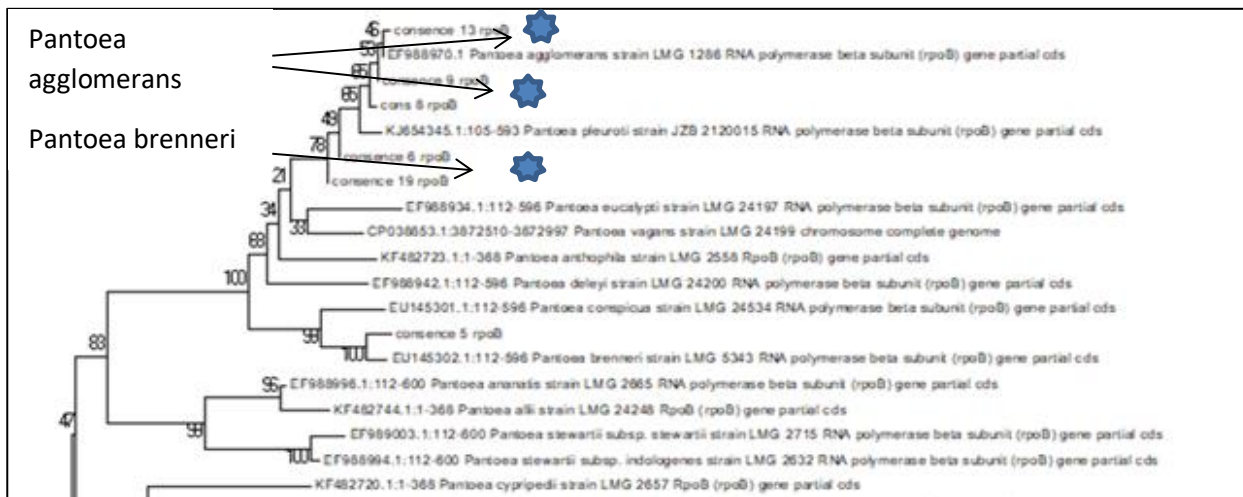 Pantoea
agglomerans
Pantoea brenneri
46
consence 13 rpoB
53
EF988970.1 Pantoea agglomerans strain LMG 1286 RNA polymerase beta subunit (rpoB) gene partial cds
65
consence 9 rpoB
65
cons 8 rpoB
49
KJ654345.1:105-593 Pantoea pleuroti strain JZB 2120015 RNA polymerase beta subunit (rpoB) gene partial cds
78
consence 6 rpoB
21
consence 19 rpoB
EF988934.1:112-596 Pantoea eucalypti strain LMG 24197 RNA polymerase beta subunit (rpoB) gene partial cds
34
33
CP038653.1:3672510-3672997 Pantoea vagans strain LMG 24199 chromosome complete genome
68
KF482723.1:1-368 Pantoea anthophila strain LMG 2558 RpoB (rpoB) gene partial cds
100
EF988942.1:112-596 Pantoea deleyi strain LMG 24200 RNA polymerase beta subunit (rpoB) gene partial cds
EU145301.1:112-596 Pantoea conspicua strain LMG 24534 RNA polymerase beta subunit (rpoB) gene partial cds
98
consence 5 rpoB
83
100
EU145302.1:112-596 Pantoea brenneri strain LMG 5343 RNA polymerase beta subunit (rpoB) gene partial cds
96
EF988996.1:112-600 Pantoea ananatis strain LMG 2665 RNA polymerase beta subunit (rpoB) gene partial cds
KF482744.1:1-368 Pantoea allii strain LMG 24248 RpoB (rpoB) gene partial cds
98
EF989003.1:112-600 Pantoea stewartii subsp. stewartii strain LMG 2715 RNA polymerase beta subunit (rpoB) gene partial cds
100
EF988994.1:112-600 Pantoea stewartii subsp. indologenes strain LMG 2632 RNA polymerase beta subunit (rpoB) gene partial cds
KF482720.1:1-368 Pantoea cypripedii strain LMG 2657 RpoB (rpoB) gene partial cds